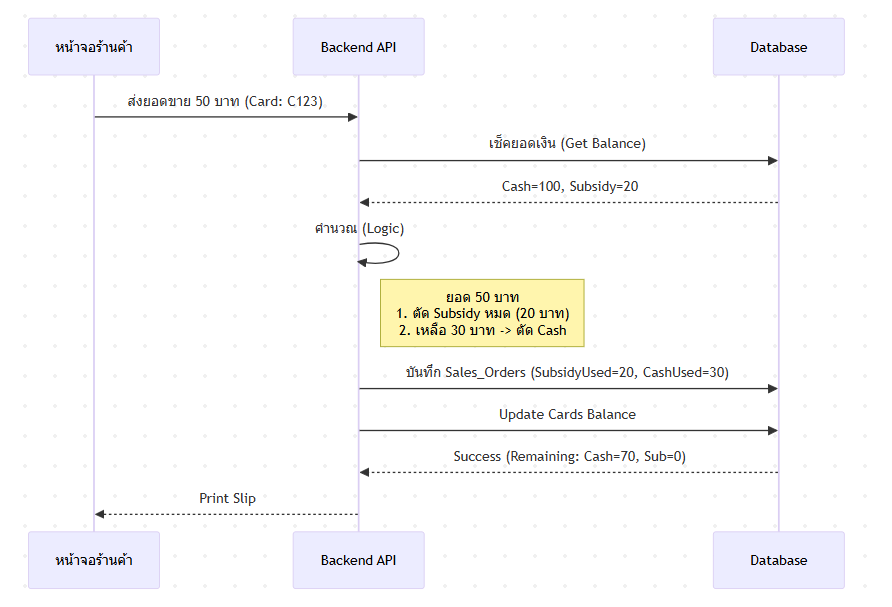 หน้าจอร้านค้า
Backend API
Database
ส่งยอดขาย 50 บาท (Card: C123)
เช็คยอดเงิน (Get Balance)
Cash=100, Subsidy=20
คำนวณ (Logic)
ยอด 50 บาท
1. ตัด Subsidy หมด (20 บาท)
2. เหลือ 30 บาท -> ตัด Cash
บันทึก Sales_Orders (SubsidyUsed=20, CashUsed=30)
Update Cards Balance
Success (Remaining: Cash=70, Sub=0)
Print Slip
หน้าจอร้านค้า
Backend API
Database